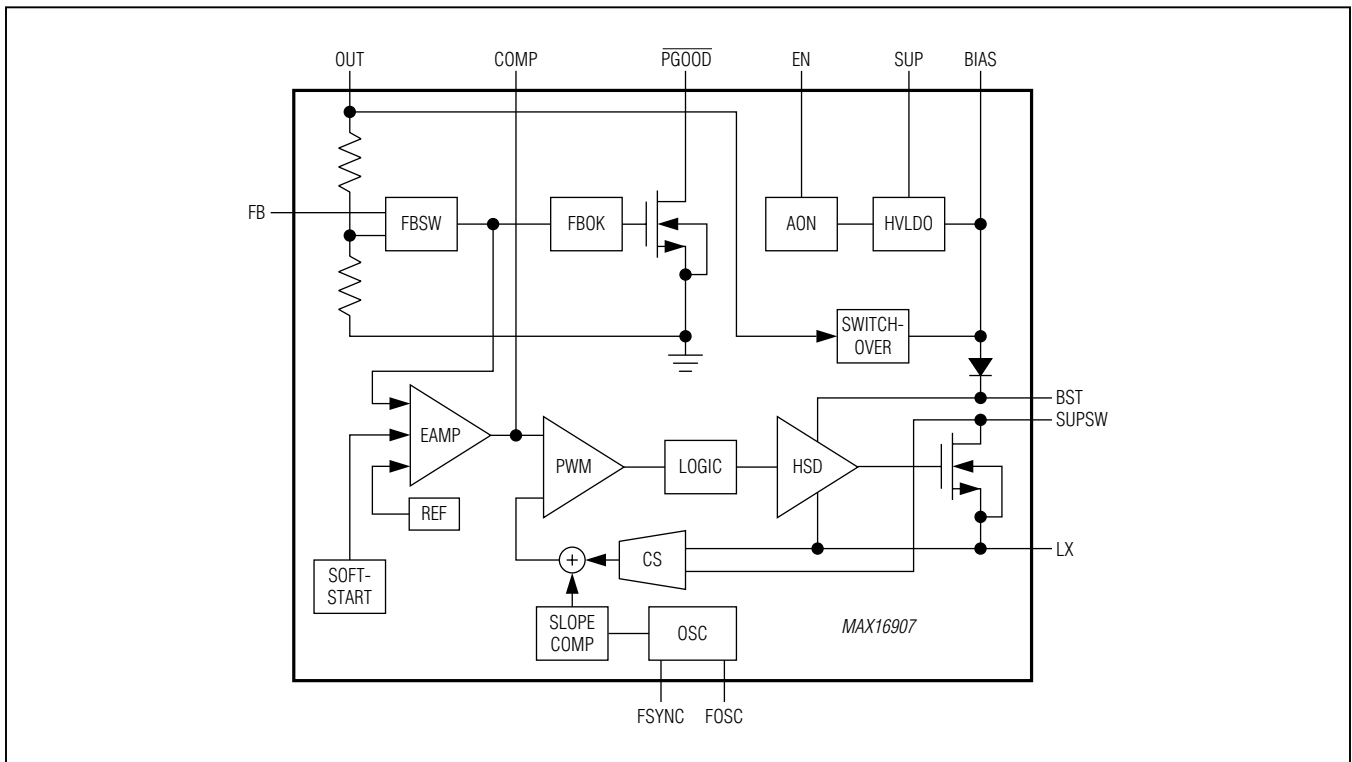 OUT
COMP
PGOOD
EN
SUP
BIAS
FB
FBSW
FBOK
AON
HVLDO
SWITCH-
OVER
BST
SUPSW
EAMP
PWM
LOGIC
HSD
REF
CS
+
LX
SOFT-
START
SLOPE
COMP
OSC
MAX16907
FSYNC
FOSC